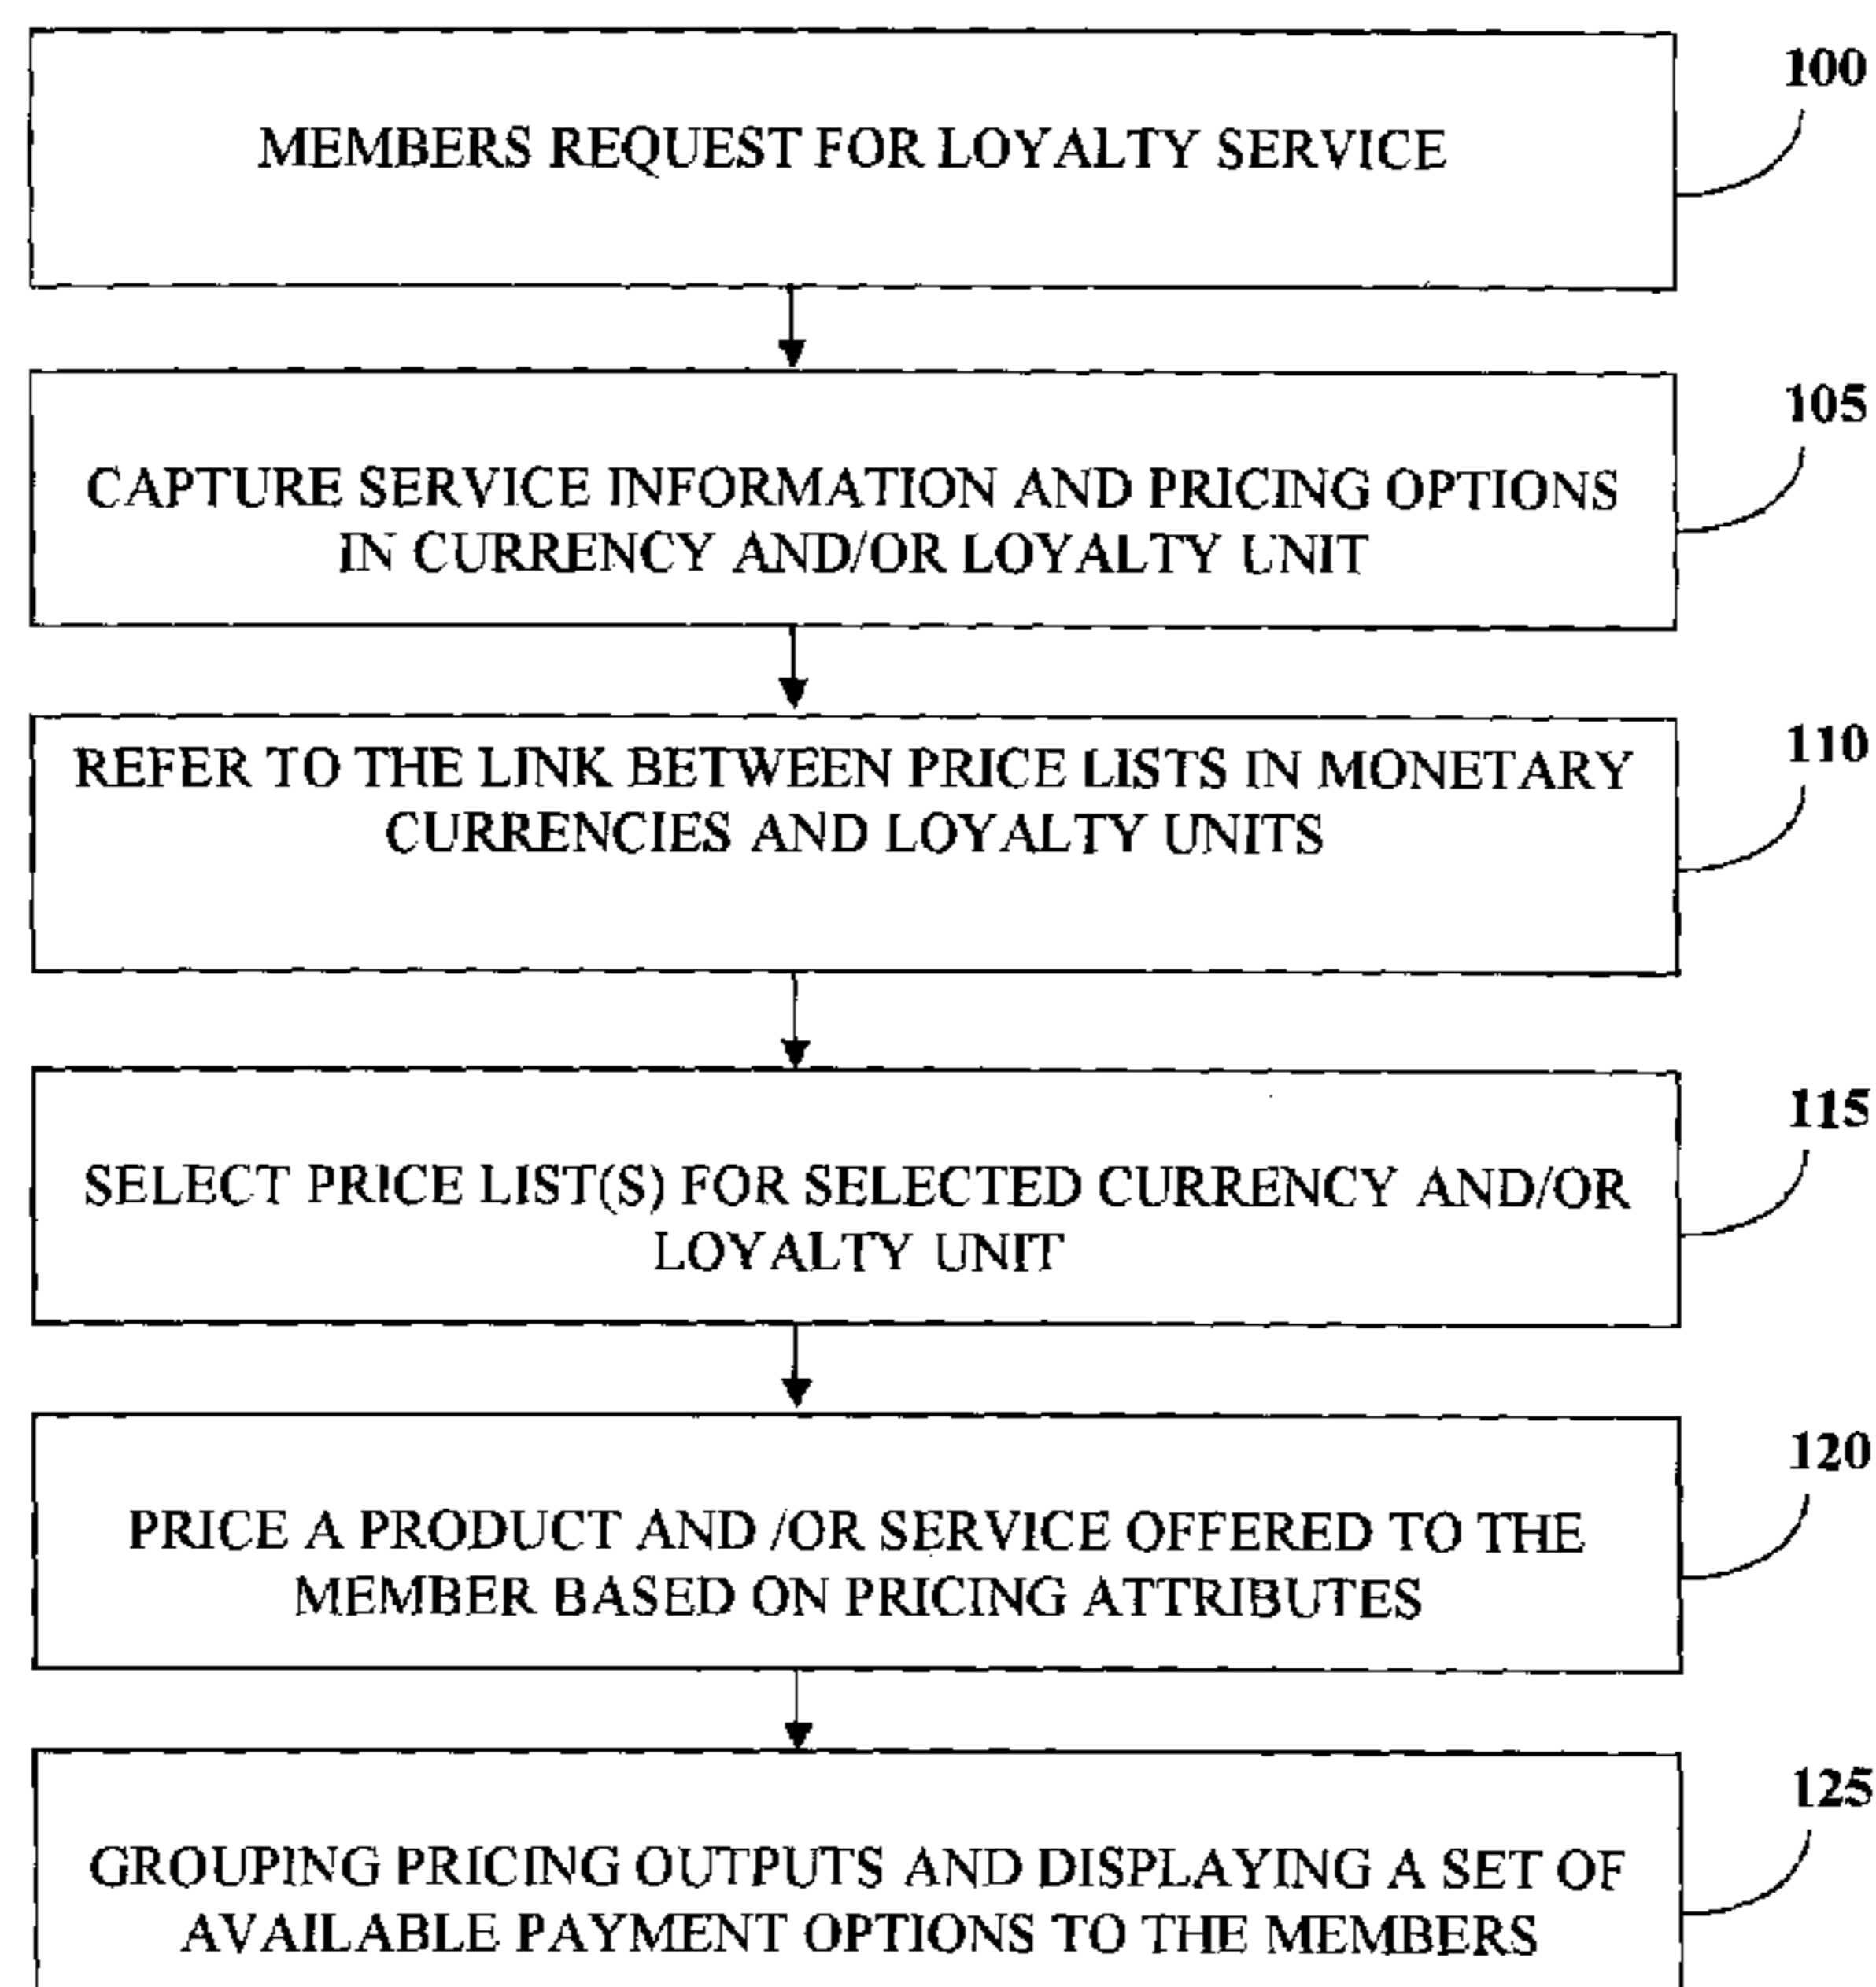 100
MEMBERS REQUEST FOR LOYALTY SERVICE
105
CAPTURE SERVICE INFORMATION AND PRICING OPTIONS
IN CURRENCY AND/OR LOYALTY UNIT
110
REFER TO THE LINK BETWEEN PRICE LISTS IN MONETARY
CURRENCIES AND LOYALTY UNITS
115
SELECT PRICE LIST(S) FOR SELECTED CURRENCY AND/OR
LOYALTY UNIT
120
PRICE A PRODUCT AND /OR SERVICE OFFERED TO THE
MEMBER BASED ON PRICING ATTRIBUTES
125
GROUPING PRICING OUTPUTS AND DISPLAYING A SET OF
AVAILABLE PAYMENT OPTIONS TO THE MEMBERS